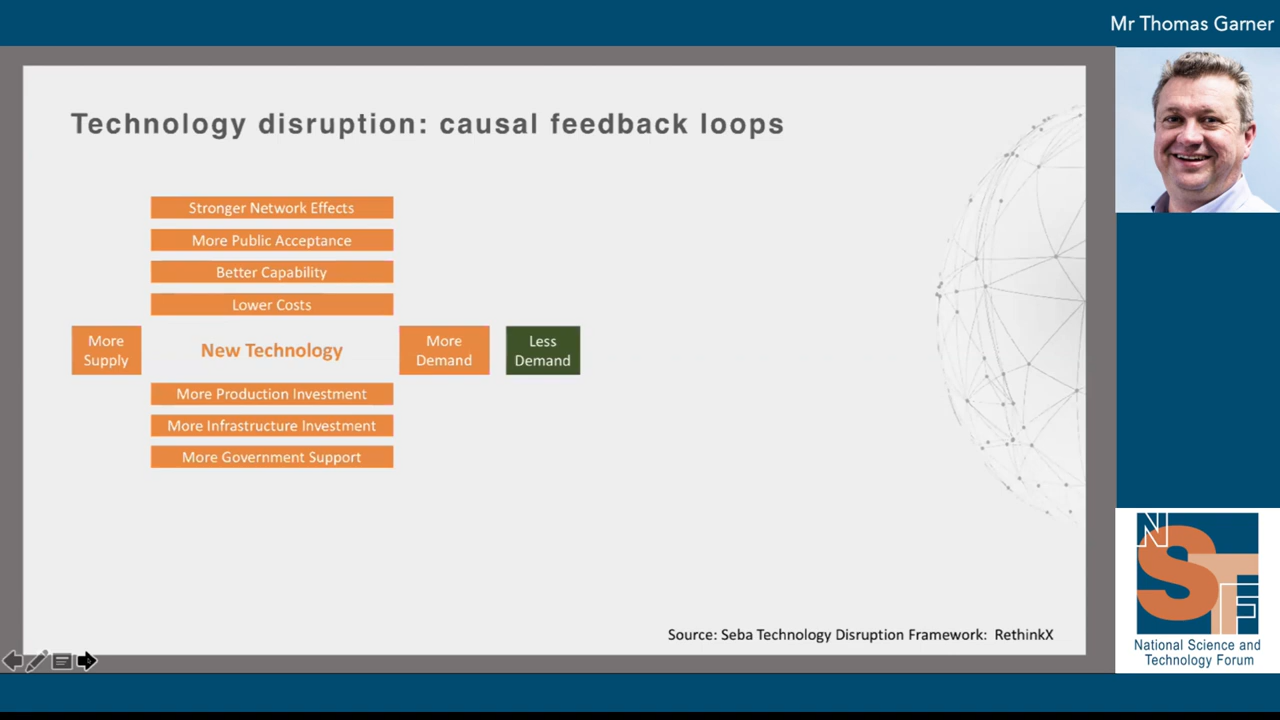 Mr Thomas Garner
Technology disruption: causal feedback loops
Stronger Network Effects
More Public Acceptance
Better Capability
Lower Costs
More
Supply
New Technology
More
Demand
Less
Demand
More Production Investment
More Infrastructure Investment
More Government Support
Source: Seba Technology Disruption Framework: RethinkX
NSTF
National Science and
Technology Forum